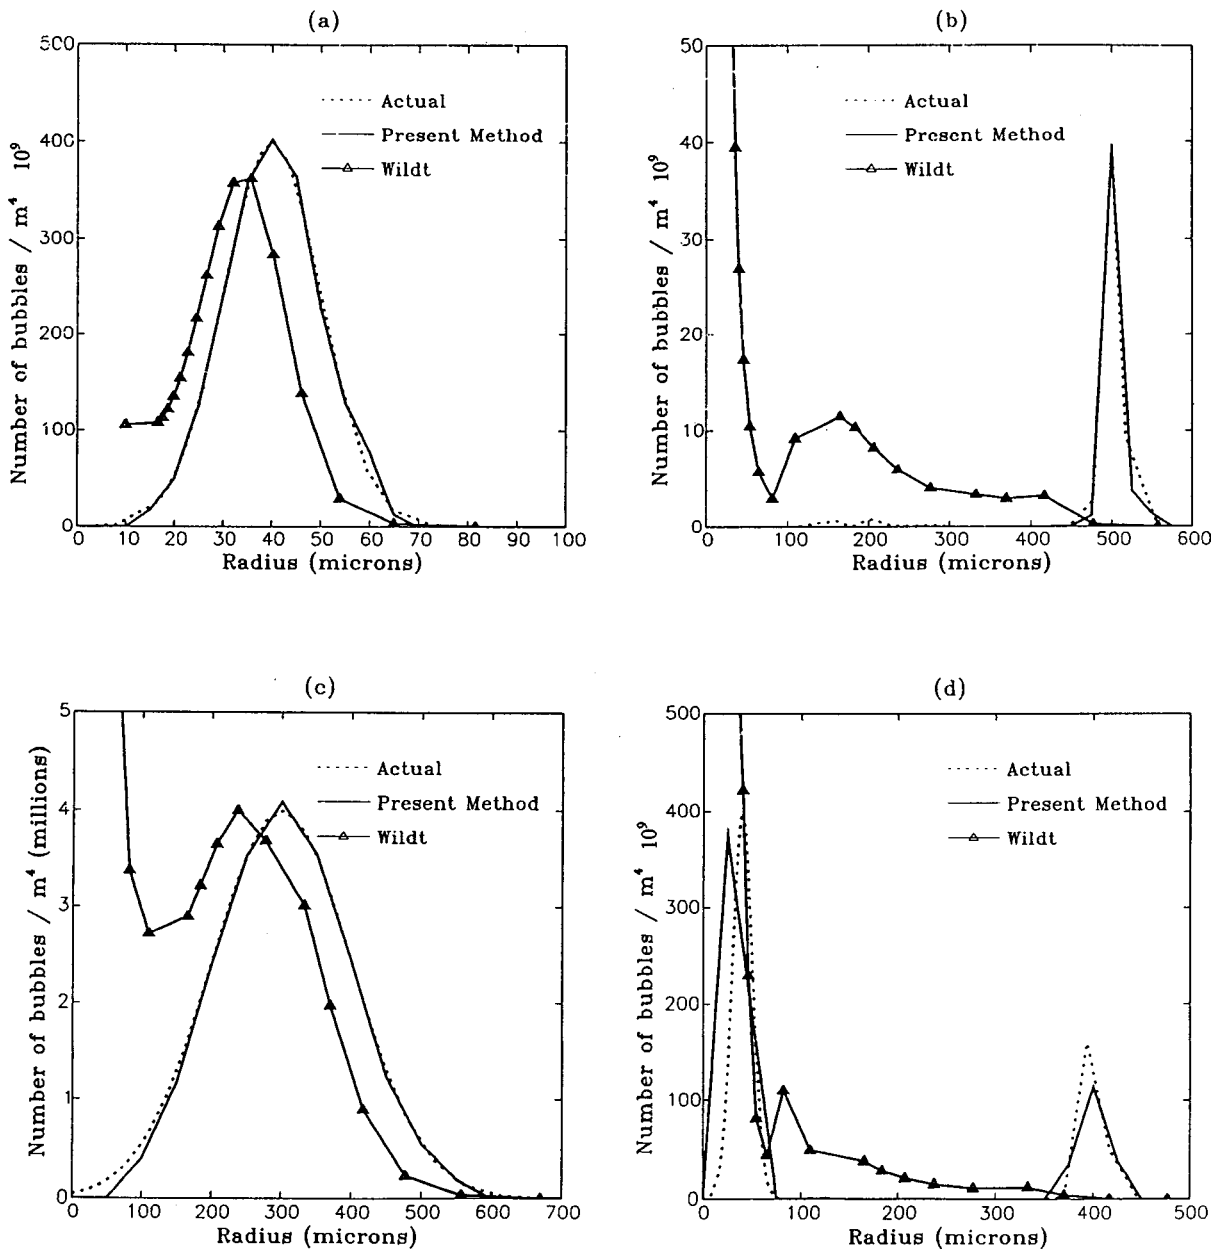 (a)
500
400
300
200
100
0
Number of bubbles / m⁴ 10⁹
Actual
Present Method
Wildt
10 20 30 40 50 60 70 80 90 100
Radius (microns)
(b)
50
40
30
20
10
0
Number of bubbles / m⁴ 10⁹
Actual
Present Method
Wildt
0 100 200 300 400 500 600
Radius (microns)
(c)
5
4
3
2
1
0
Number of bubbles / m⁴ (millions)
Actual
Present Method
Wildt
0 100 200 300 400 500 600 700
Radius (microns)
(d)
500
400
300
200
100
0
Number of bubbles / m⁴ 10⁹
Actual
Present Method
Wildt
0 100 200 300 400 500
Radius (microns)